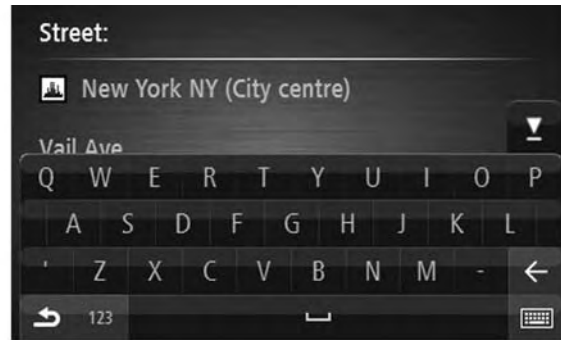 Street:
New York NY (City centre)
Vail Ave
Q W E R T Y U I O P
A S D F G H J K L
' Z X C V B N M -
123